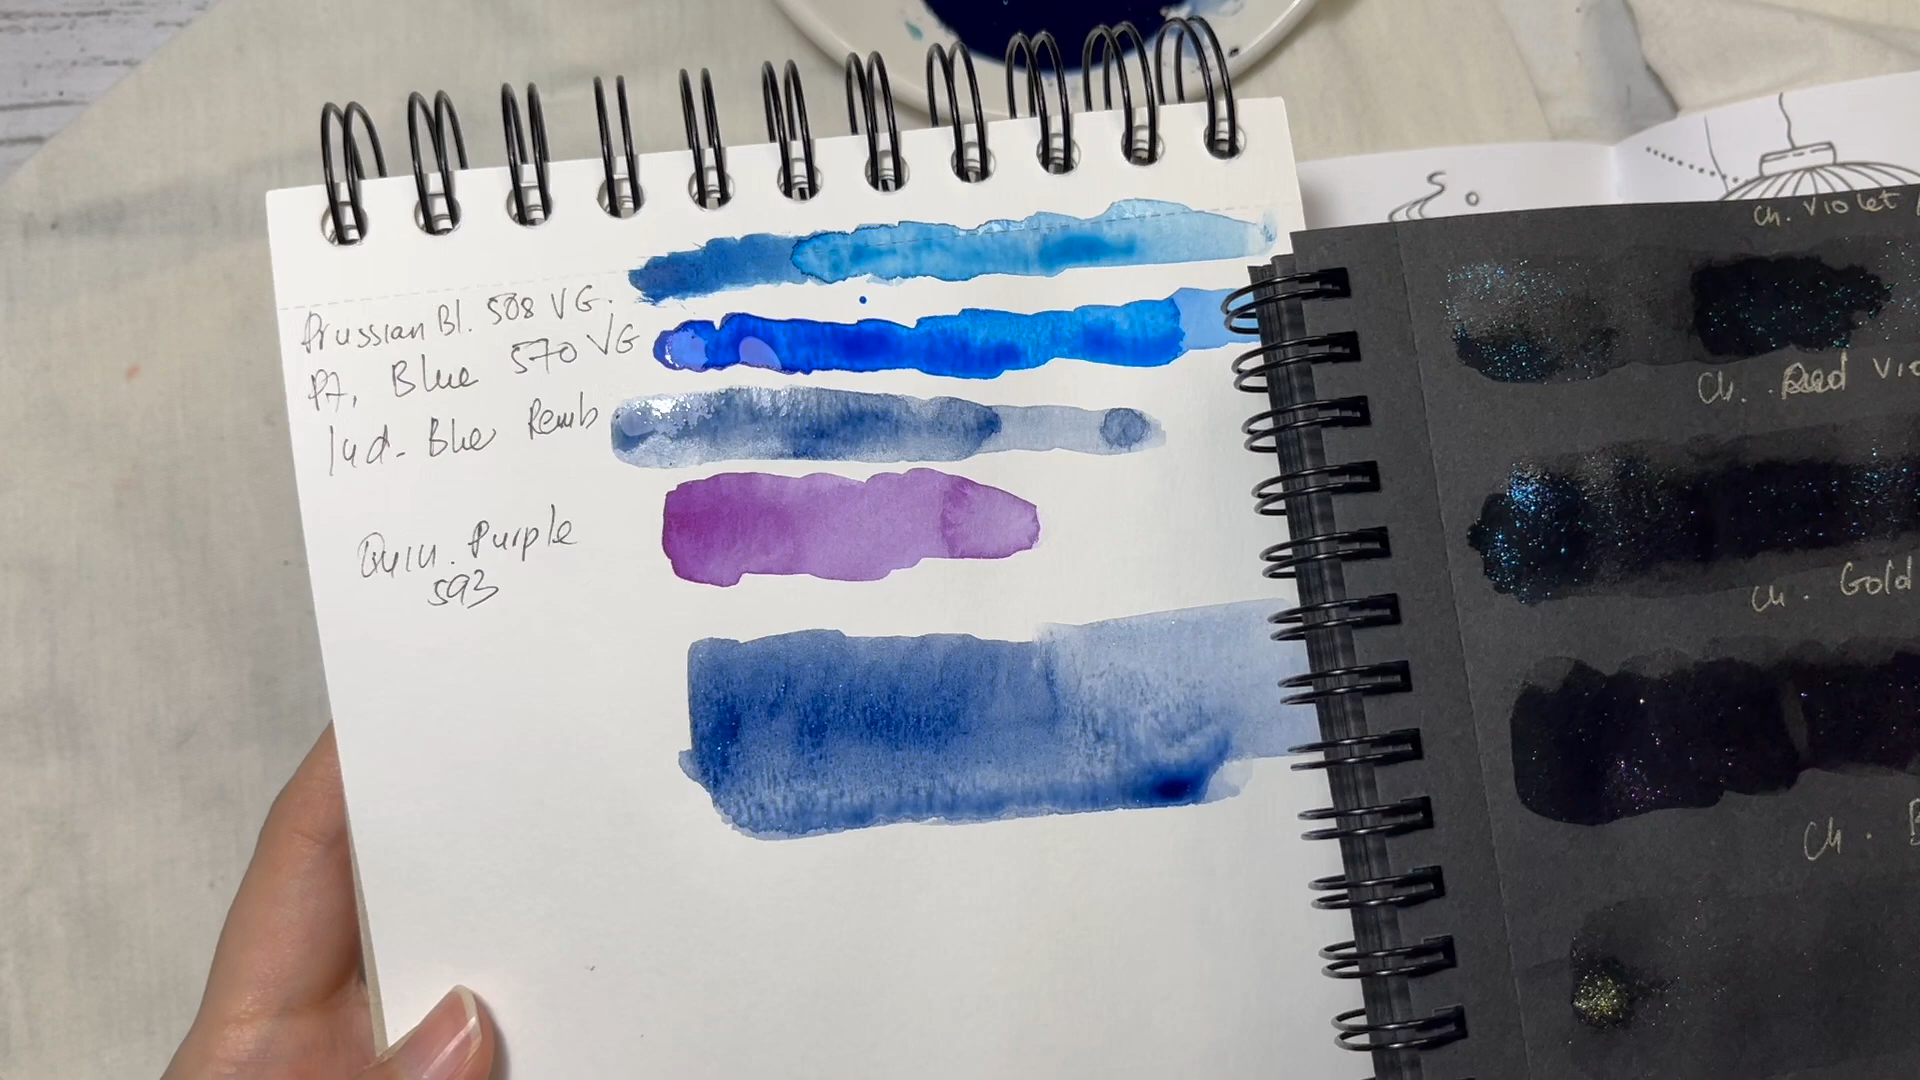 Prussian Bl. 508 VG.
Pt. Blue 570 VG
Ind. Blue Remb
Quin. Purple
593
Ch. Violet
Ch. Red Vio
Ch. Gold
Ch.